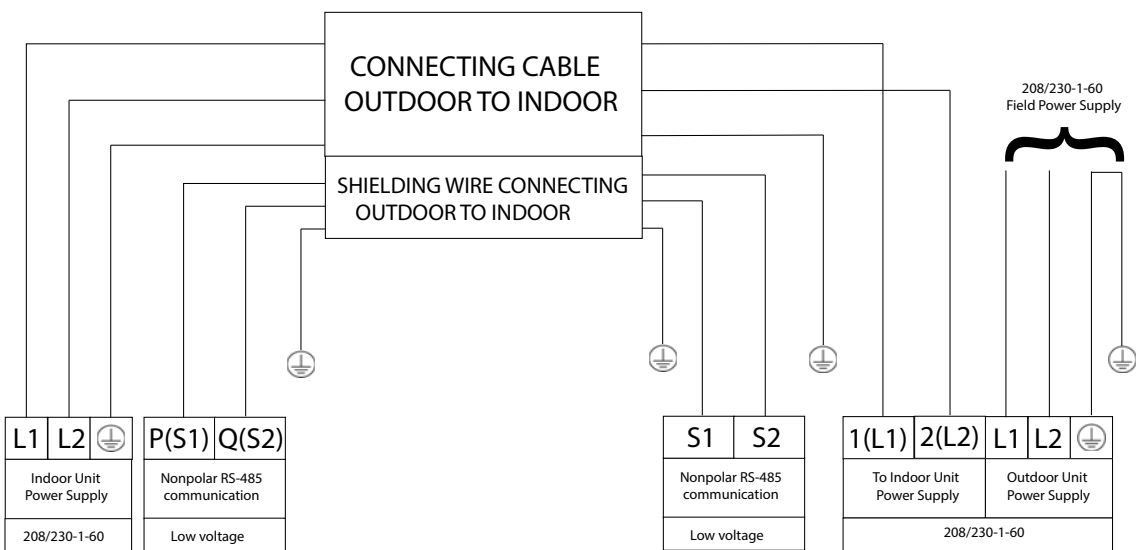 CONNECTING CABLE
OUTDOOR TO INDOOR
208/230-1-60
Field Power Supply
SHIELDING WIRE CONNECTING
OUTDOOR TO INDOOR
L1 L2
Indoor Unit
Power Supply
208/230-1-60
P(S1) Q(S2)
Nonpolar RS-485
communication
Low voltage
S1 S2
Nonpolar RS-485
communication
Low voltage
1(L1) 2(L2) L1 L2
To Indoor Unit
Power Supply
Outdoor Unit
Power Supply
208/230-1-60